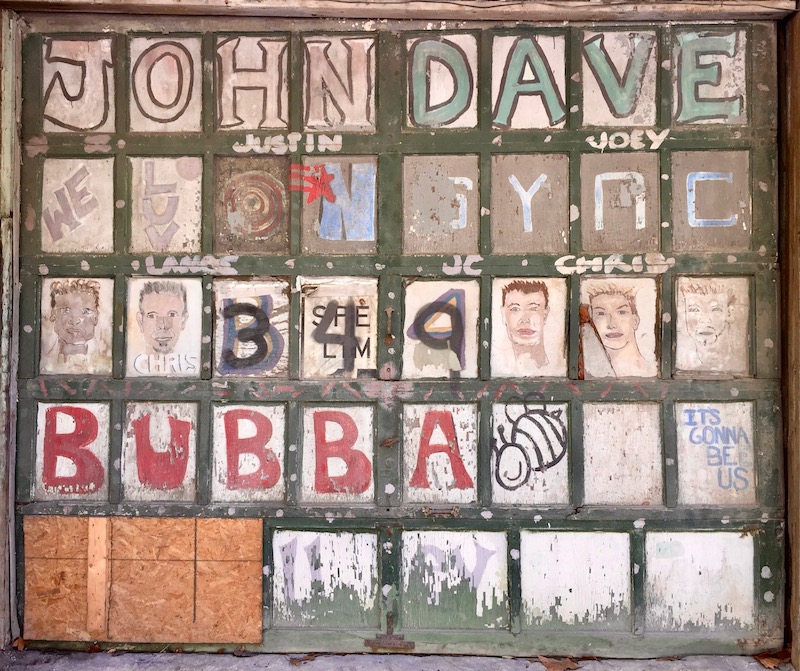 JOHN DAVE
JUSTIN JOEY
WE LUV N SYNC
LANCE JC CHRIS
CHRIS 349
BUBBA
ITS
GONNA
BE
US